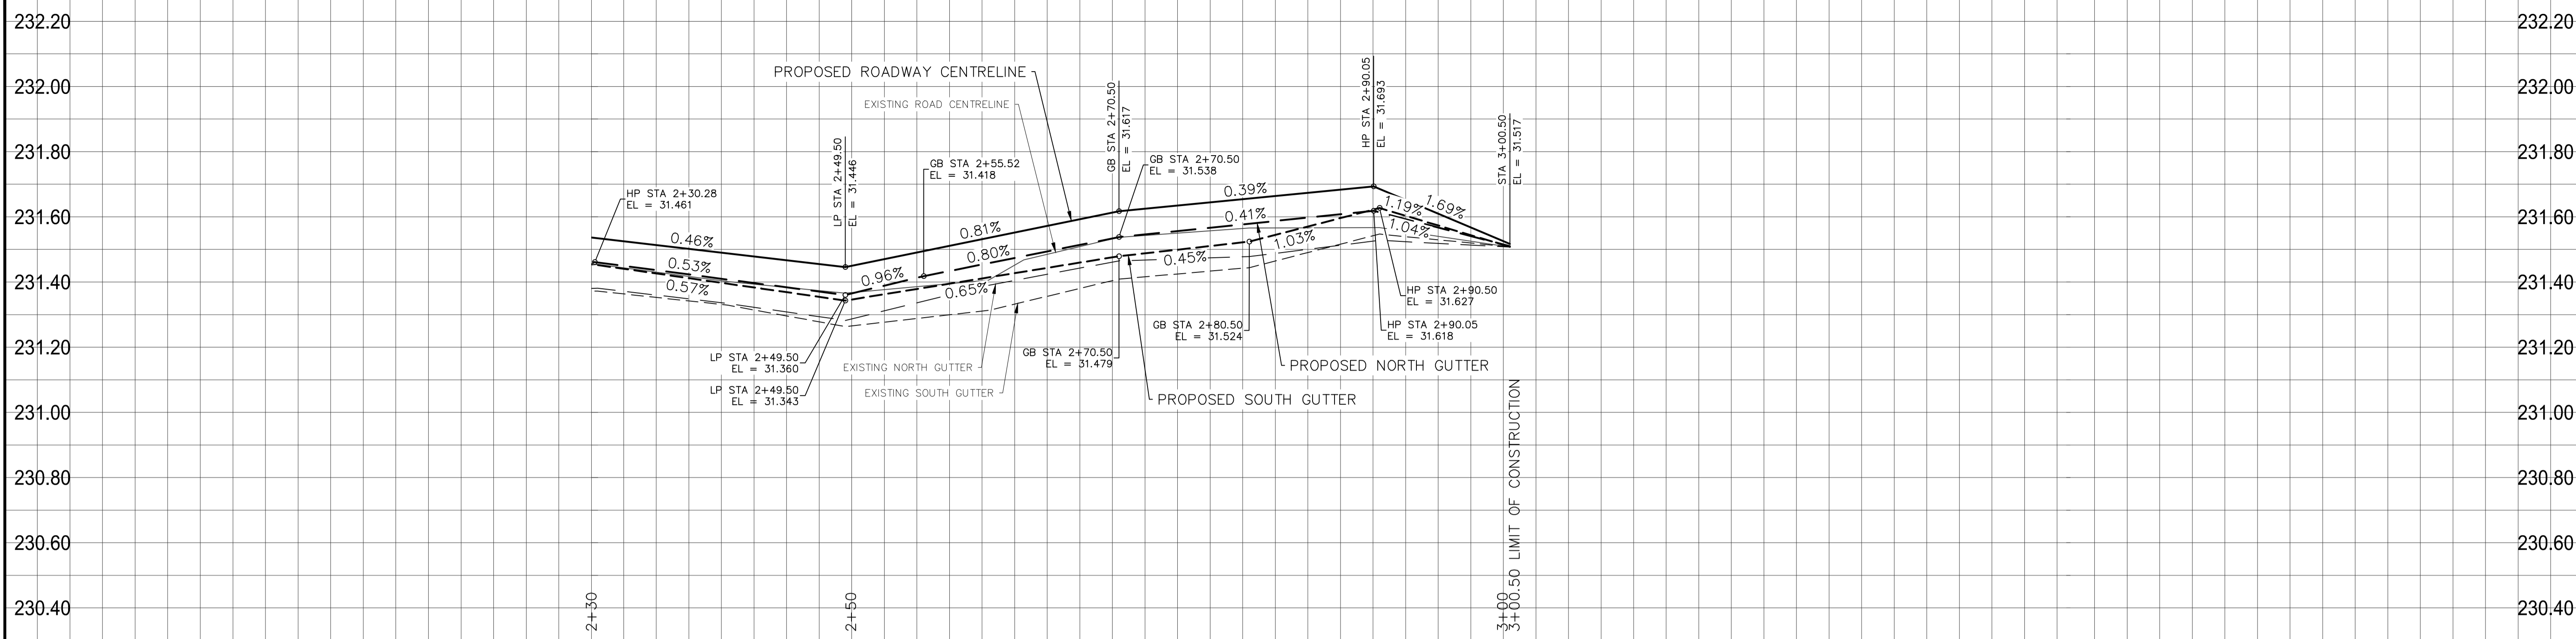 232.20
232.00
231.80
231.60
231.40
231.20
231.00
230.80
230.60
230.40
PROPOSED ROADWAY CENTRELINE
EXISTING ROAD CENTRELINE
HP STA 2+30.28
EL = 31.461
LP STA 2+49.50
EL = 31.446
GB STA 2+55.52
EL = 31.418
GB STA 2+70.50
EL = 31.617
GB STA 2+70.50
EL = 31.538
HP STA 2+90.05
EL = 31.693
STA 3+00.50
EL = 31.517
0.46%
0.53%
0.57%
0.96%
0.81%
0.80%
0.65%
0.39%
0.41%
0.45%
1.03%
1.19%
1.69%
1.04%
HP STA 2+90.50
EL = 31.627
HP STA 2+90.05
EL = 31.618
GB STA 2+80.50
EL = 31.524
GB STA 2+70.50
EL = 31.479
LP STA 2+49.50
EL = 31.360
LP STA 2+49.50
EL = 31.343
EXISTING NORTH GUTTER
EXISTING SOUTH GUTTER
PROPOSED NORTH GUTTER
PROPOSED SOUTH GUTTER
2+30
2+50
3+00
3+00.50 LIMIT OF CONSTRUCTION
232.20
232.00
231.80
231.60
231.40
231.20
231.00
230.80
230.60
230.40